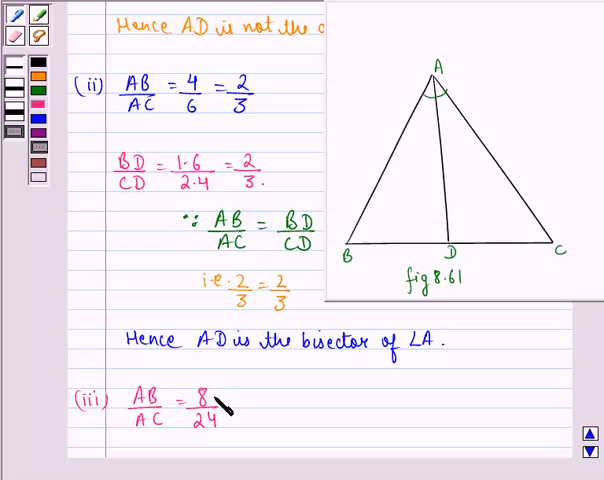 Hence AD is not the
(ii) AB/AC = 4/6 = 2/3
BD/CD = 1.6/2.4 = 2/3.
∵ AB/AC = BD/CD
i.e. 2/3 = 2/3
Hence AD is the bisector of ∠A.
(iii) AB/AC = 8/24
A
B
D
C
fig 8.61